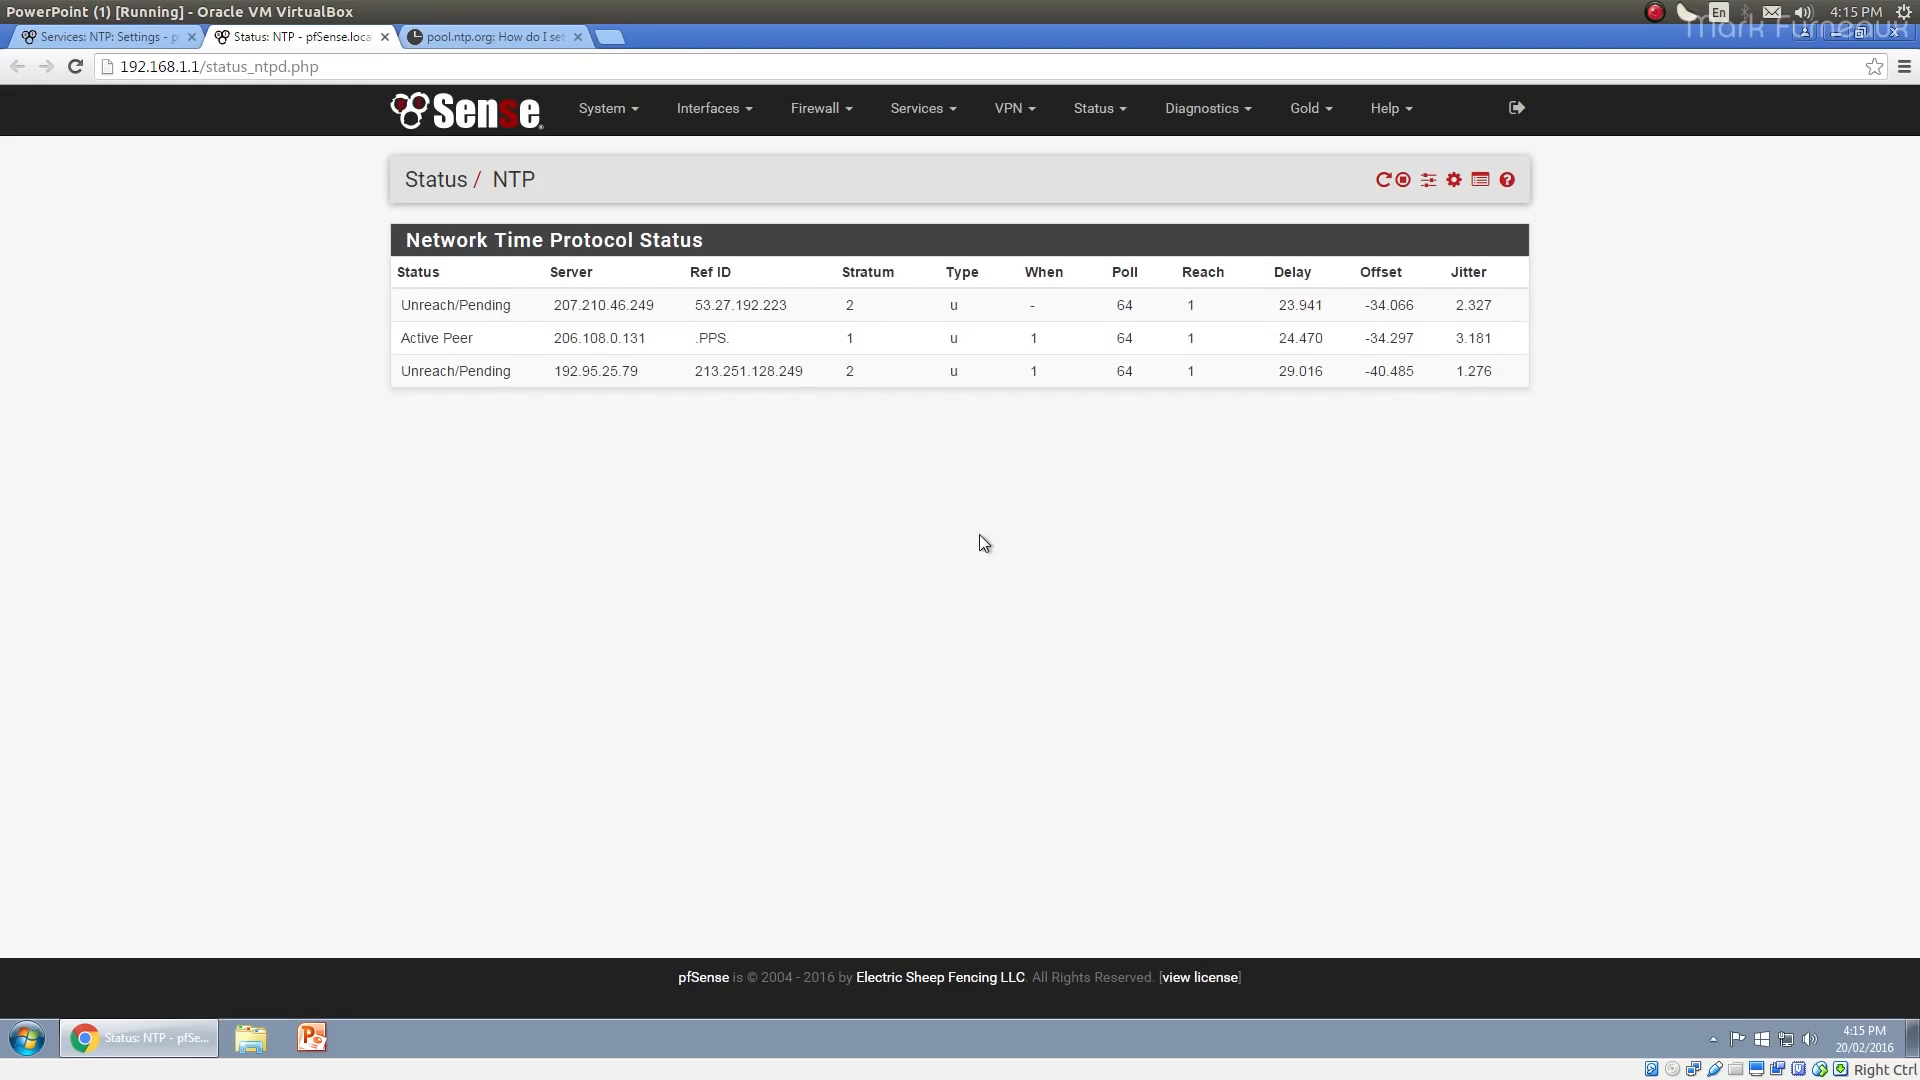 PowerPoint (1) [Running] - Oracle VM VirtualBox
En
4:15 PM
Mark Furneaux
Services: NTP: Settings - p
Status: NTP - pfSense.loca
pool.ntp.org: How do I set
192.168.1.1/status_ntpd.php
Sense
System
Interfaces
Firewall
Services
VPN
Status
Diagnostics
Gold
Help
Status / NTP
Network Time Protocol Status
Status Server Ref ID Stratum Type When Poll Reach Delay Offset Jitter
Unreach/Pending 207.210.46.249 53.27.192.223 2 u - 64 1 23.941 -34.066 2.327
Active Peer 206.108.0.131 .PPS. 1 u 1 64 1 24.470 -34.297 3.181
Unreach/Pending 192.95.25.79 213.251.128.249 2 u 1 64 1 29.016 -40.485 1.276
pfSense is © 2004 - 2016 by Electric Sheep Fencing LLC. All Rights Reserved. [view license]
Status: NTP - pfSe...
4:15 PM
20/02/2016
Right Ctrl